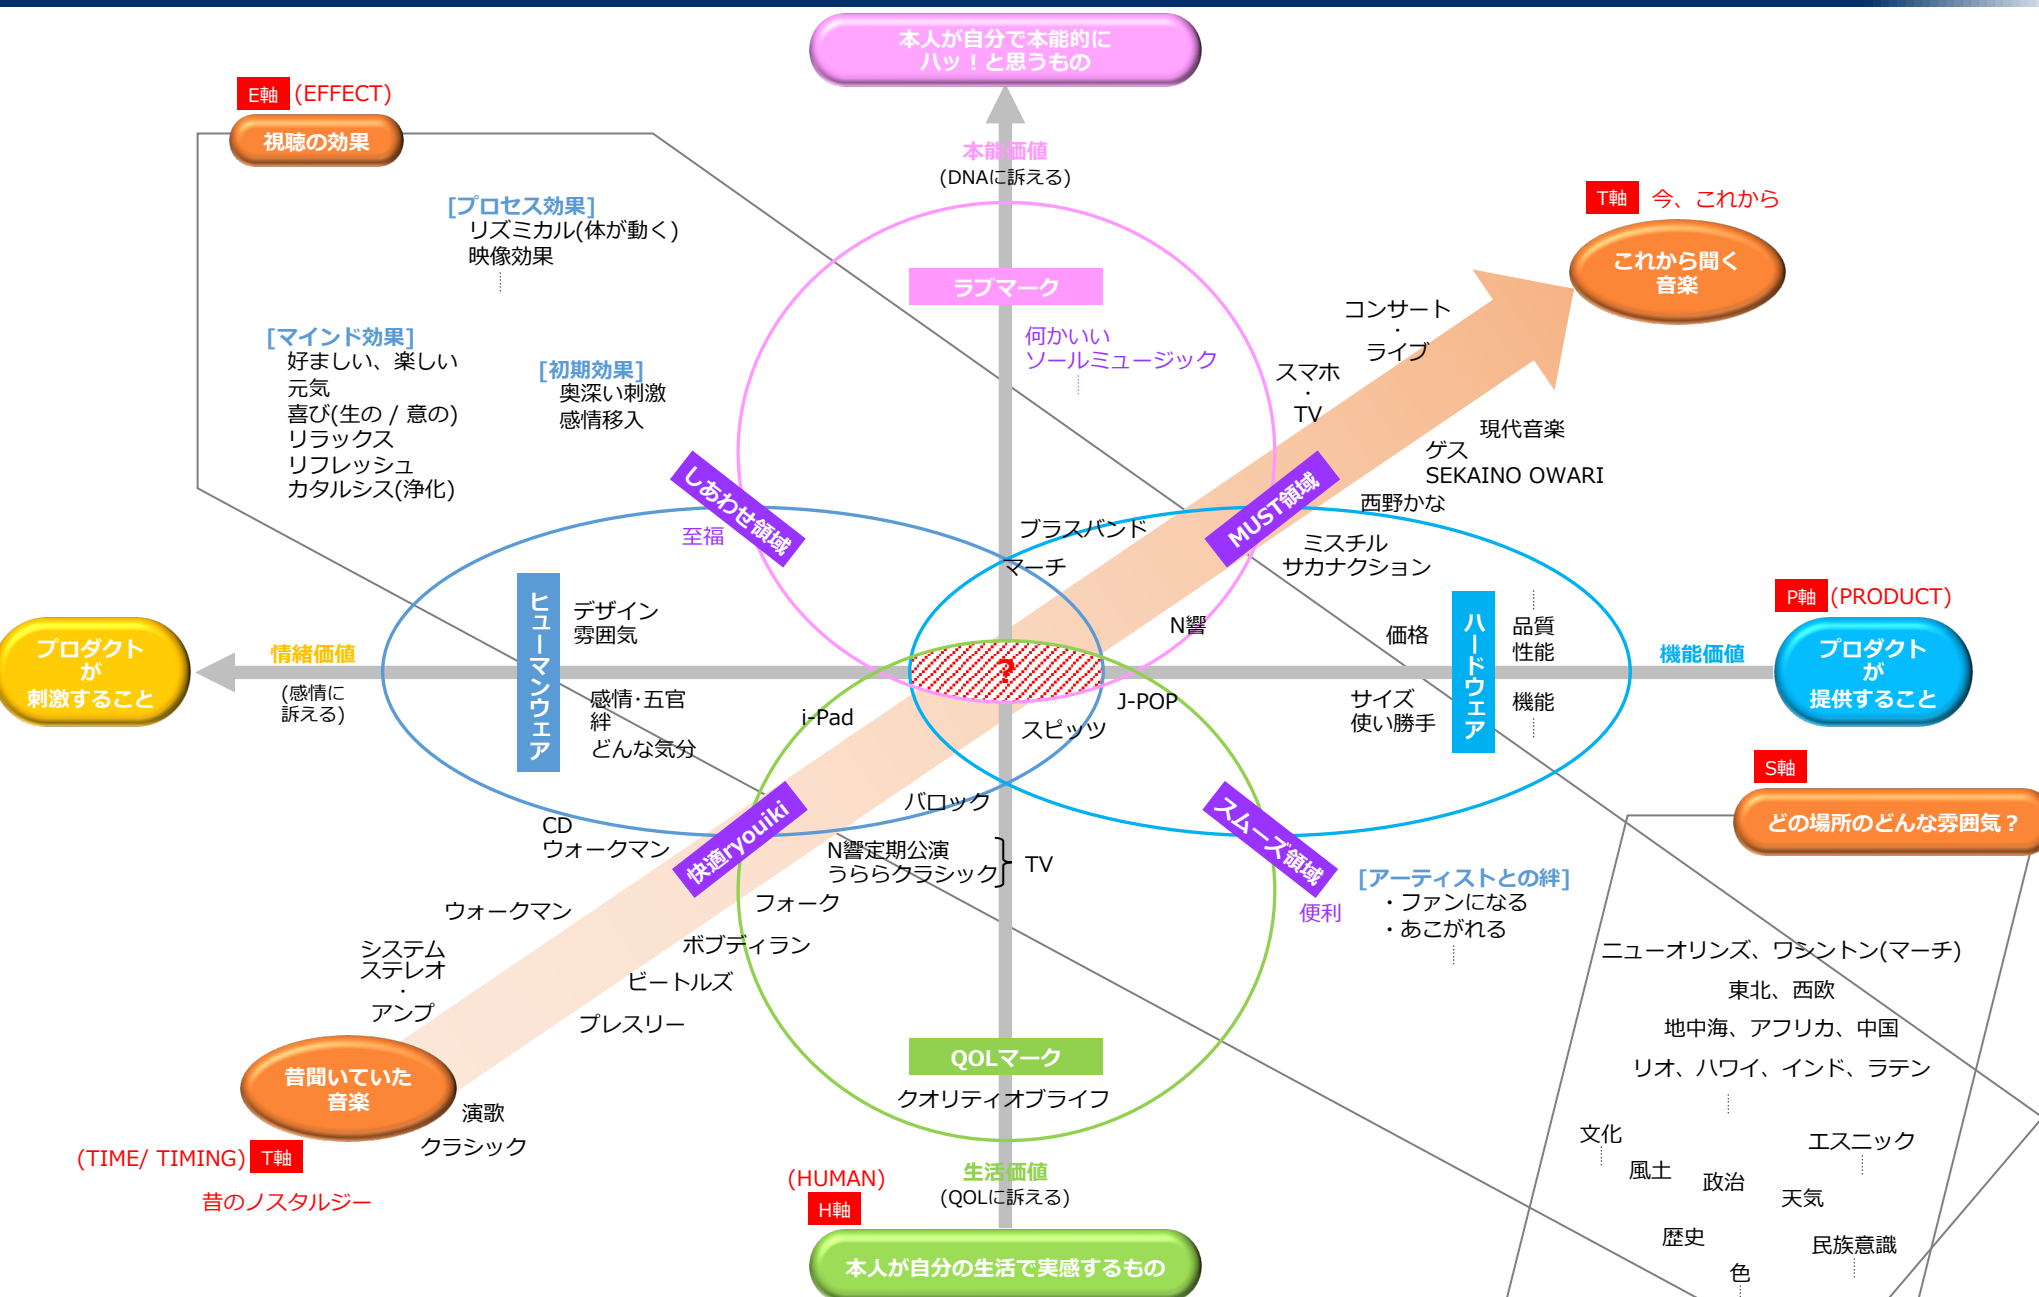 本人が自分で本能的に
ハッ！と思うもの
E軸 (EFFECT)
視聴の効果
本能価値
(DNAに訴える)
[プロセス効果]
リズミカル(体が動く)
映像効果
T軸 今、これから
これから聞く
音楽
ラブマーク
何かいい
ソールミュージック
コンサート
・
ライブ
スマホ
・
TV
[マインド効果]
好ましい、楽しい
元気
喜び(生の / 意の)
リラックス
リフレッシュ
カタルシス(浄化)
[初期効果]
奥深い刺激
感情移入
現代音楽
ゲス
SEKAINO OWARI
西野かな
しあわせ領域
至福
MUST領域
ブラスバンド
マーチ
ミスチル
サカナクション
N響
ヒューマンウェア
デザイン
雰囲気
感情･五官
絆
どんな気分
価格
ハードウェア
品質
性能
サイズ
使い勝手
機能
P軸 (PRODUCT)
プロダクト
が
提供すること
機能価値
プロダクト
が
刺激すること
情緒価値
(感情に
訴える)
?
i-Pad
J-POP
スピッツ
S軸
どの場所のどんな雰囲気？
バロック
CD
ウォークマン
快適ryouiki
N響定期公演
うららクラシック
TV
スムーズ領域
便利
[アーティストとの絆]
・ファンになる
・あこがれる
フォーク
ウォークマン
ボブディラン
システム
ステレオ
・
アンプ
ビートルズ
プレスリー
ニューオリンズ、ワシントン(マーチ)
東北、西欧
地中海、アフリカ、中国
リオ、ハワイ、インド、ラテン
QOLマーク
クオリティオブライフ
昔聞いていた
音楽
演歌
クラシック
(TIME/ TIMING) T軸
昔のノスタルジー
(HUMAN)
H軸
生活価値
(QOLに訴える)
本人が自分の生活で実感するもの
文化
エスニック
風土
政治
天気
歴史
民族意識
色